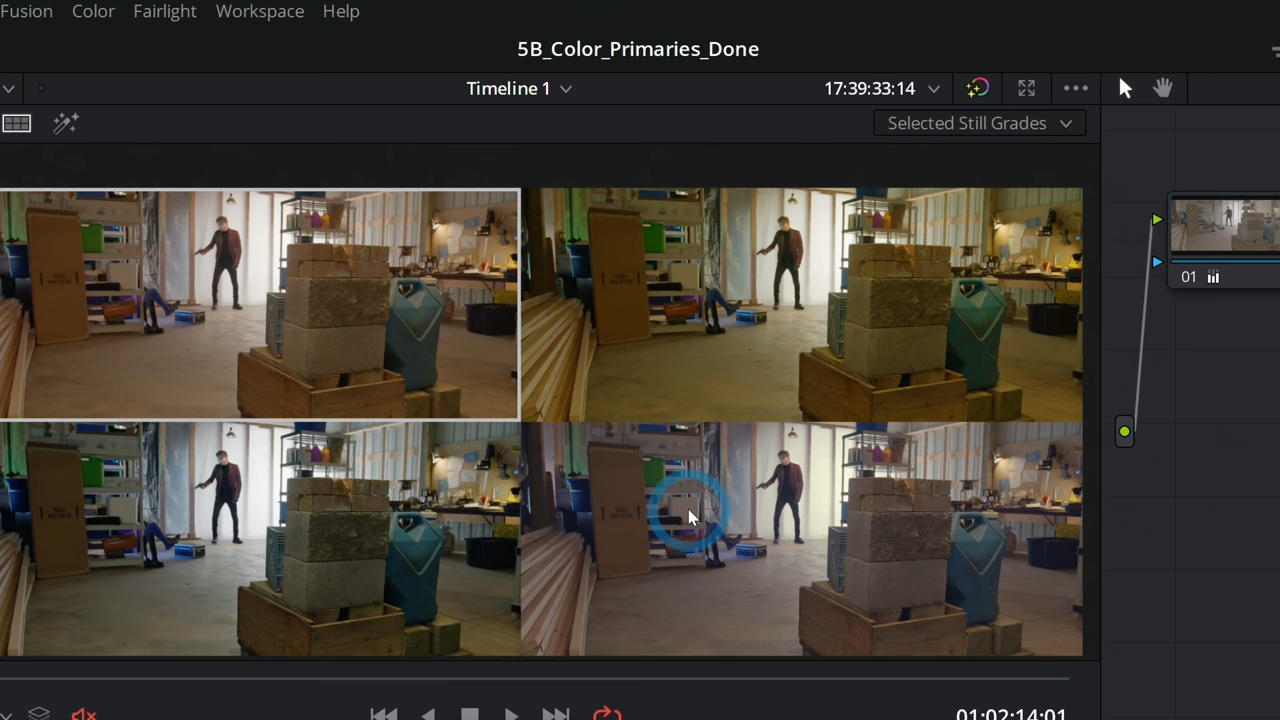 Fusion Color Fairlight Workspace Help
5B_Color_Primaries_Done
Timeline 1 17:39:33:14
Selected Still Grades
01
01:02:14:01